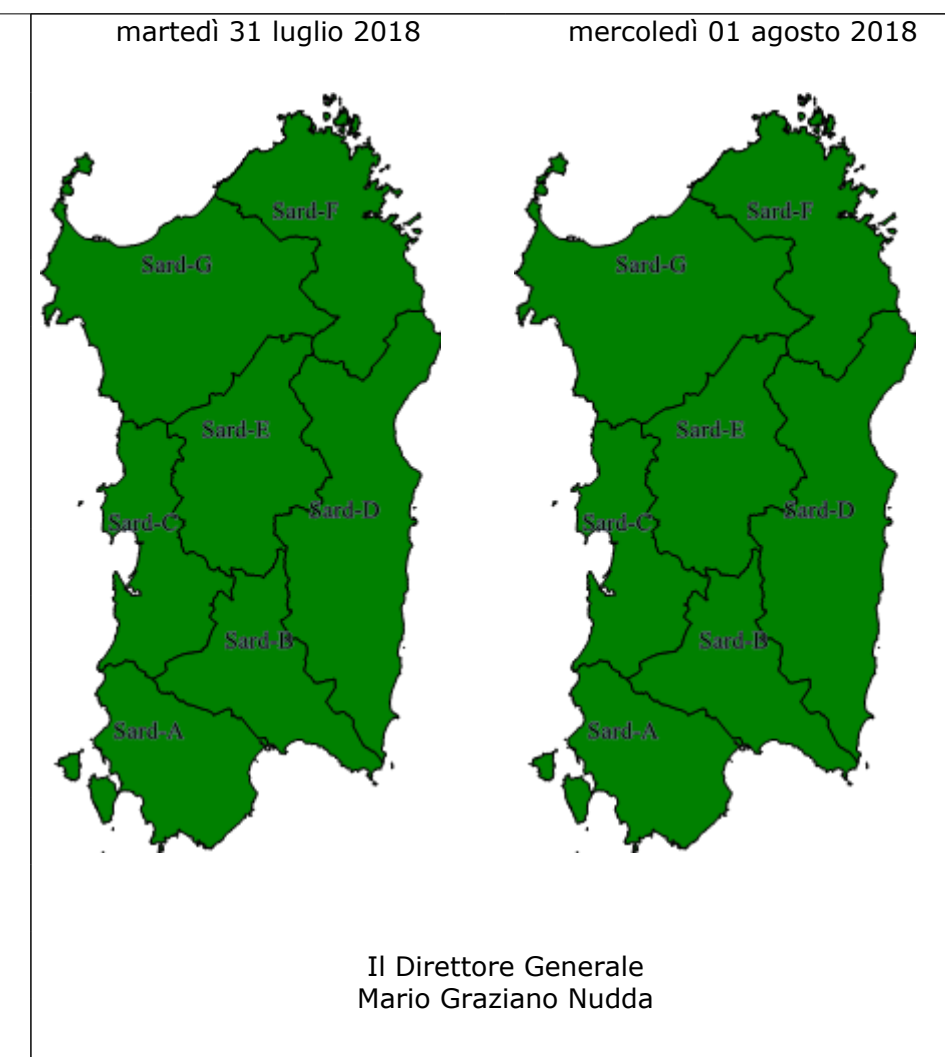 martedì 31 luglio 2018
mercoledì 01 agosto 2018
Sard-F
Sard-G
Sard-E
Sard-D
Sard-C
Sard-B
Sard-A
Sard-F
Sard-G
Sard-E
Sard-D
Sard-C
Sard-B
Sard-A
Il Direttore Generale
Mario Graziano Nudda